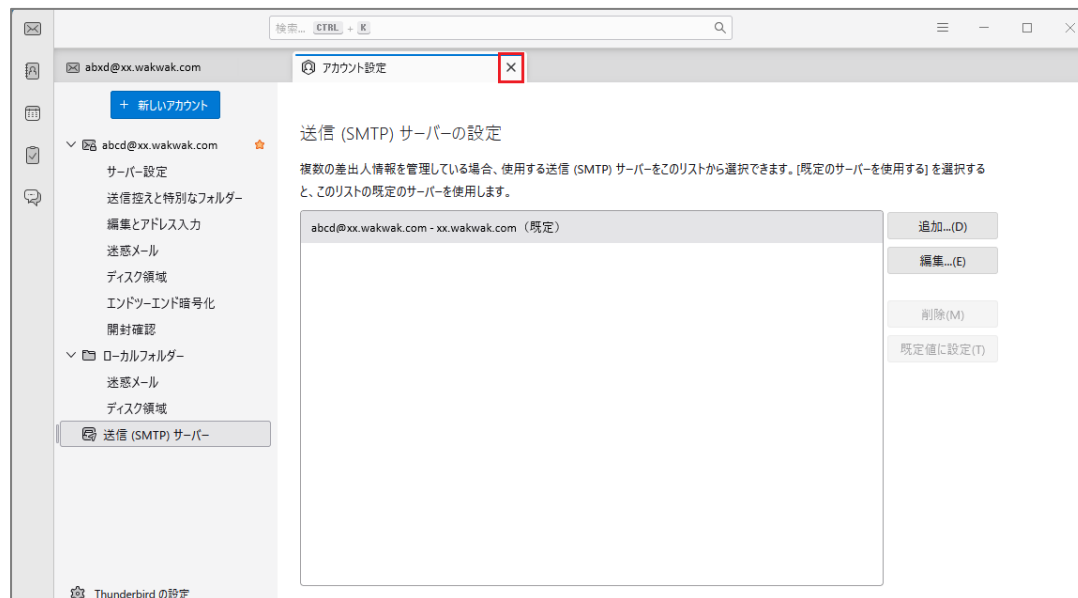 検索... CTRL + K
abxd@xx.wakwak.com
アカウント設定
+ 新しいアカウント
abcd@xx.wakwak.com
サーバー設定
送信控えと特別なフォルダー
編集とアドレス入力
迷惑メール
ディスク領域
エンドツーエンド暗号化
開封確認
ローカルフォルダー
迷惑メール
ディスク領域
送信 (SMTP) サーバー
Thunderbird の設定
送信 (SMTP) サーバーの設定
複数の差出人情報を管理している場合、使用する送信 (SMTP) サーバーをこのリストから選択できます。[既定のサーバーを使用する] を選択する
と、このリストの既定のサーバーを使用します。
abcd@xx.wakwak.com - xx.wakwak.com（既定）
追加...(D)
編集...(E)
削除(M)
既定値に設定(T)